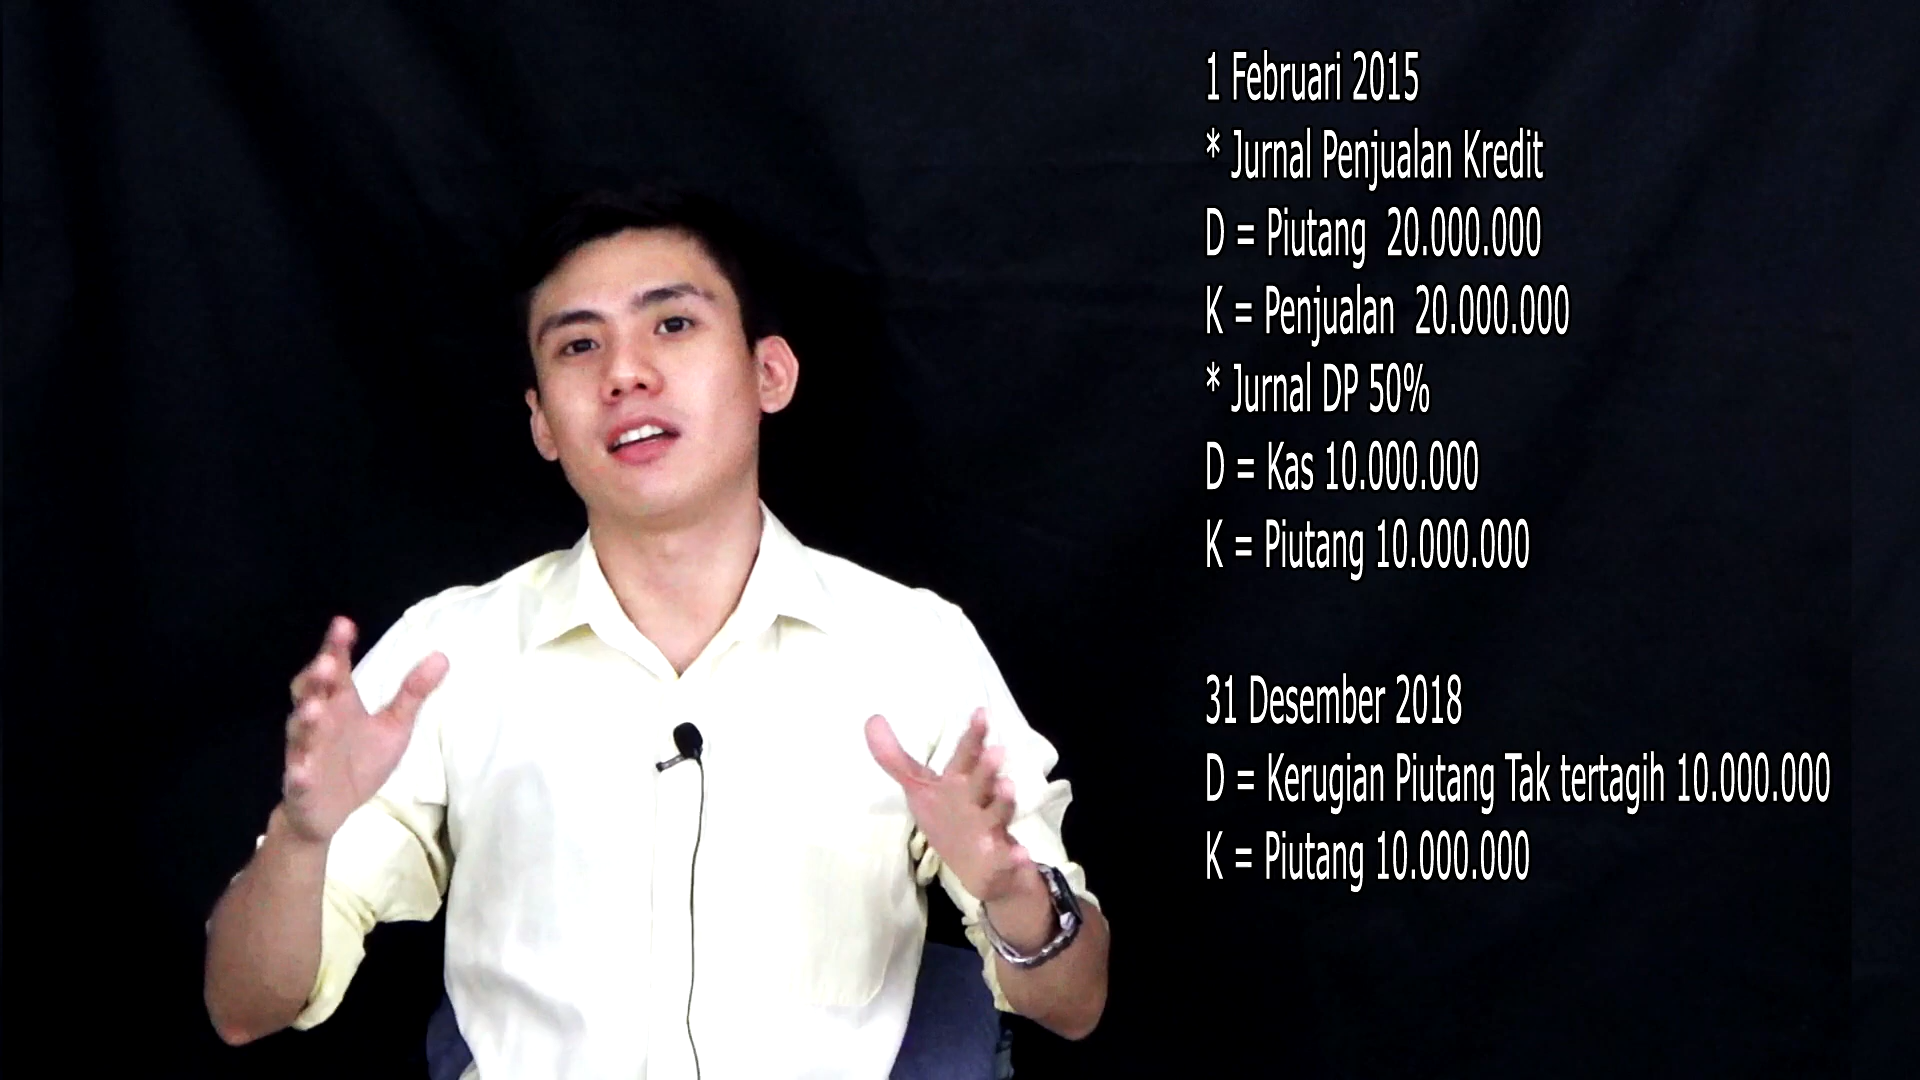 1 Februari 2015
* Jurnal Penjualan Kredit
D = Piutang  20.000.000
K = Penjualan  20.000.000
* Jurnal DP 50%
D = Kas 10.000.000
K = Piutang 10.000.000
31 Desember 2018
D = Kerugian Piutang Tak tertagih 10.000.000
K = Piutang 10.000.000